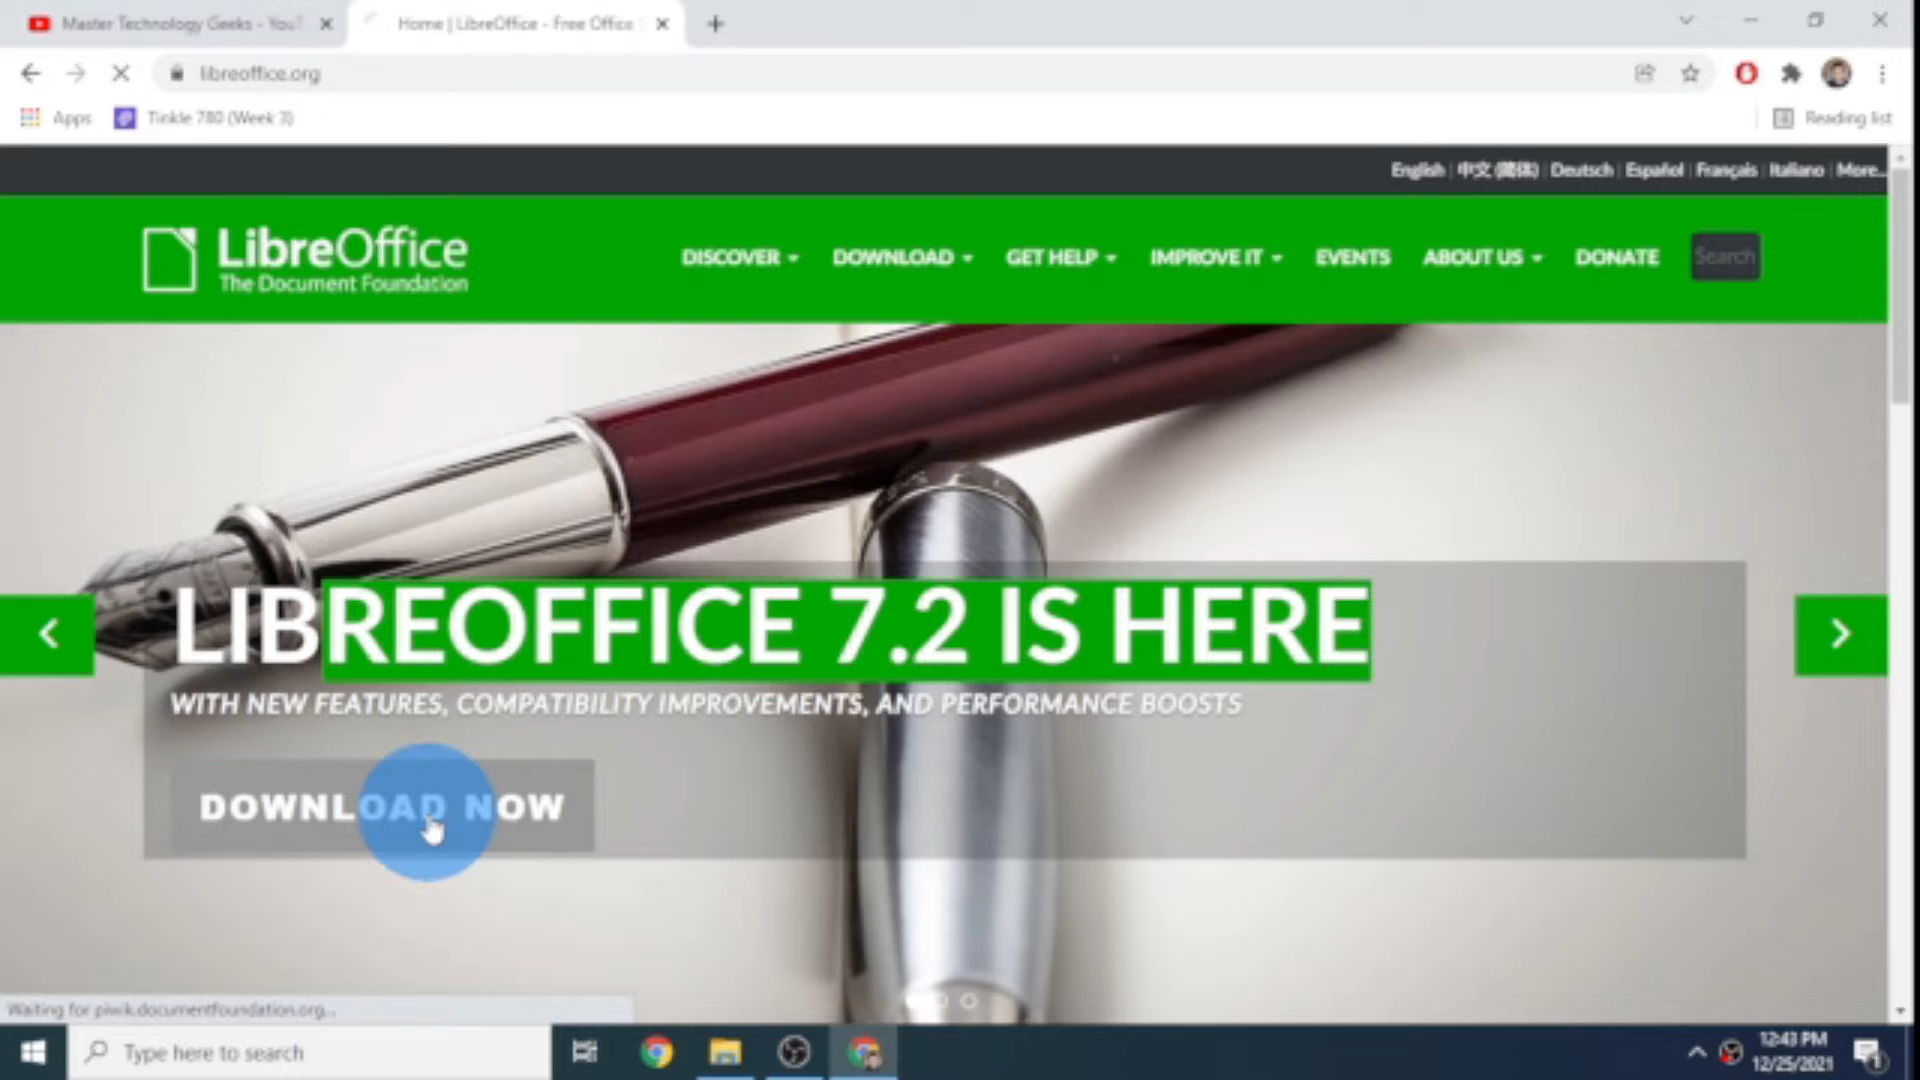 Master Technology Geeks - YouT
Home | LibreOffice - Free Office
libreoffice.org
Apps
Tinkle 780 (Week 3)
Reading list
English | 中文 (简体) | Deutsch | Español | Français | Italiano | More...
LibreOffice
The Document Foundation
DISCOVER
DOWNLOAD
GET HELP
IMPROVE IT
EVENTS
ABOUT US
DONATE
Search
LIBREOFFICE 7.2 IS HERE
WITH NEW FEATURES, COMPATIBILITY IMPROVEMENTS, AND PERFORMANCE BOOSTS
DOWNLOAD NOW
Waiting for piwik.documentfoundation.org...
Type here to search
12:43 PM
12/25/2021
1